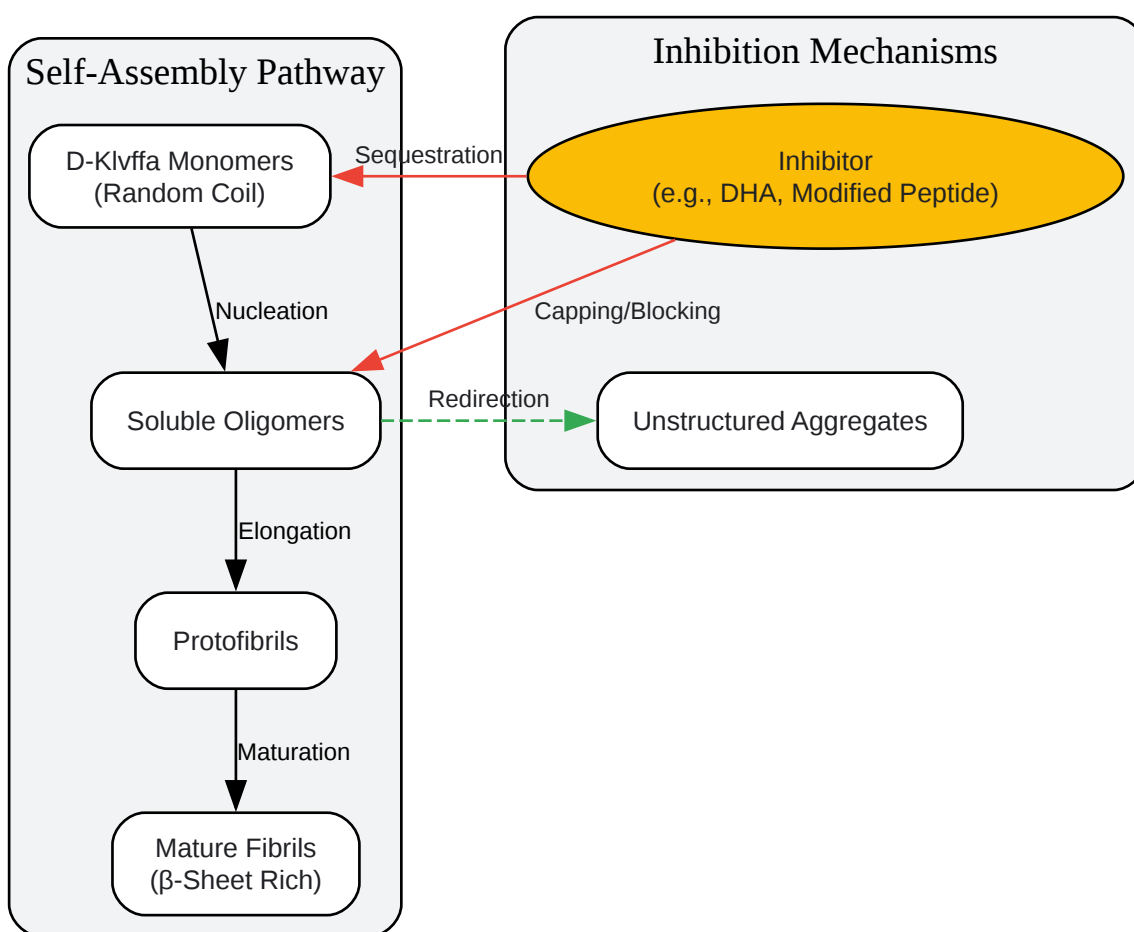 Self-Assembly Pathway
D-Klvffa Monomers
(Random Coil)
Nucleation
Soluble Oligomers
Elongation
Protofibrils
Maturation
Mature Fibrils
(β-Sheet Rich)
Inhibition Mechanisms
Inhibitor
(e.g., DHA, Modified Peptide)
Sequestration
Capping/Blocking
Redirection
Unstructured Aggregates